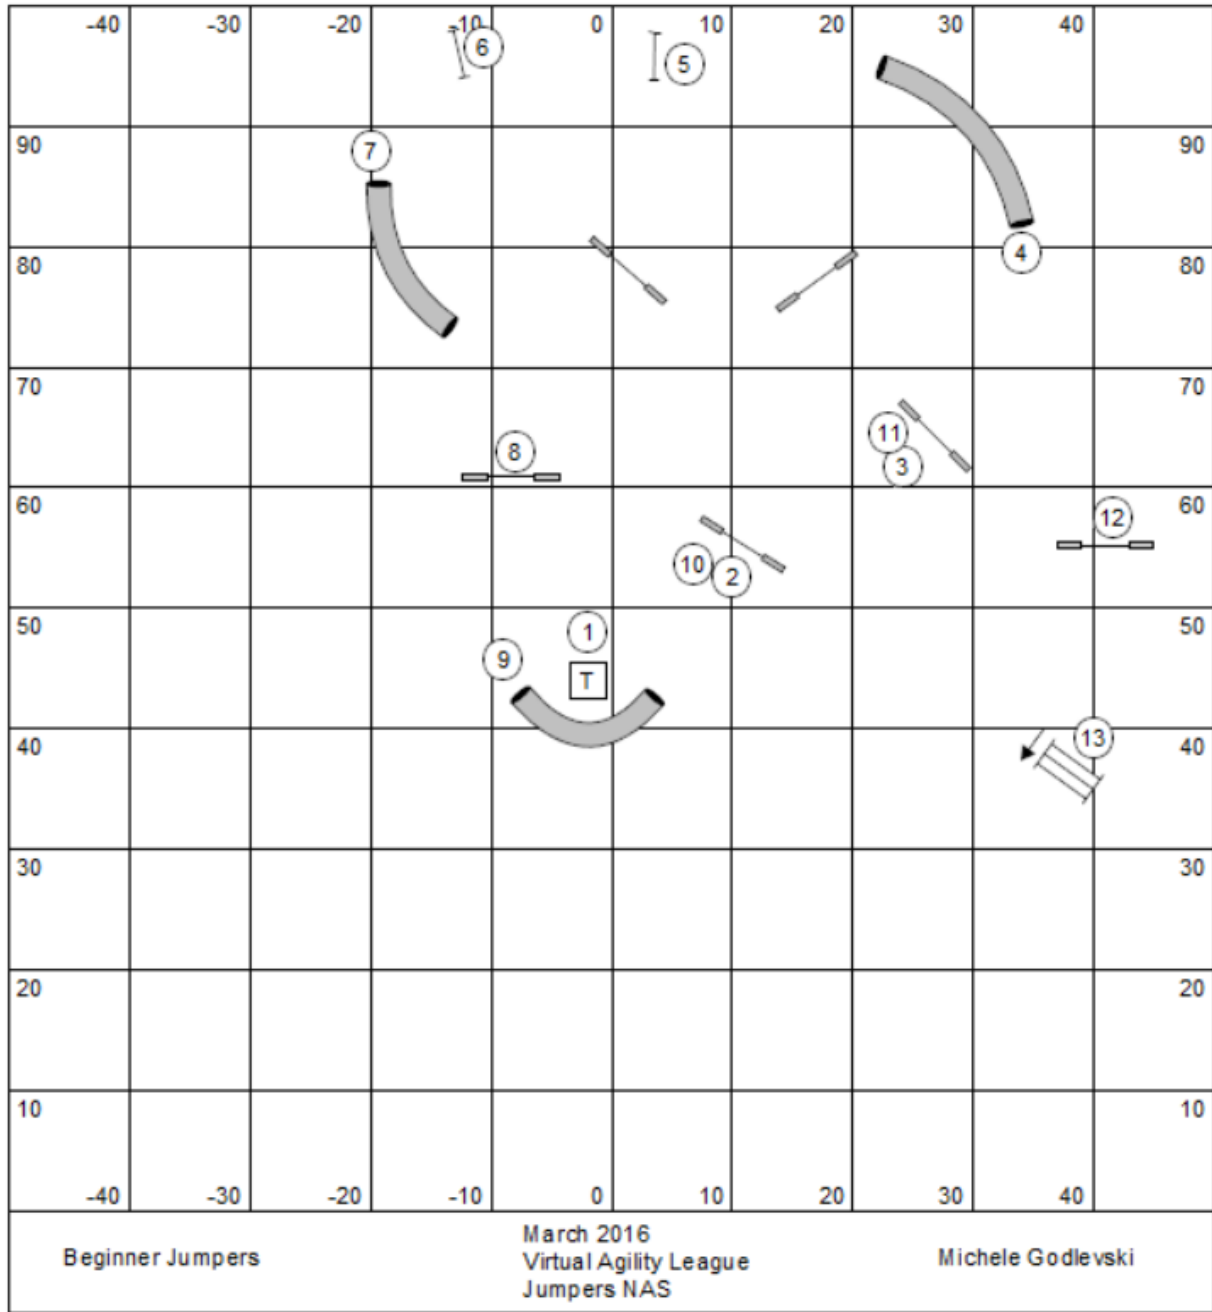 -40 -30 -20 -10 0 10 20 30 40
6
5
90 7 90
80 4 80
70 70
11
8 3
60 12 60
10 2
50 1 50
9
T
40 13 40
30 30
20 20
10 10
-40 -30 -20 -10 0 10 20 30 40
March 2016
Beginner Jumpers Virtual Agility League Michele Godlevski
Jumpers NAS